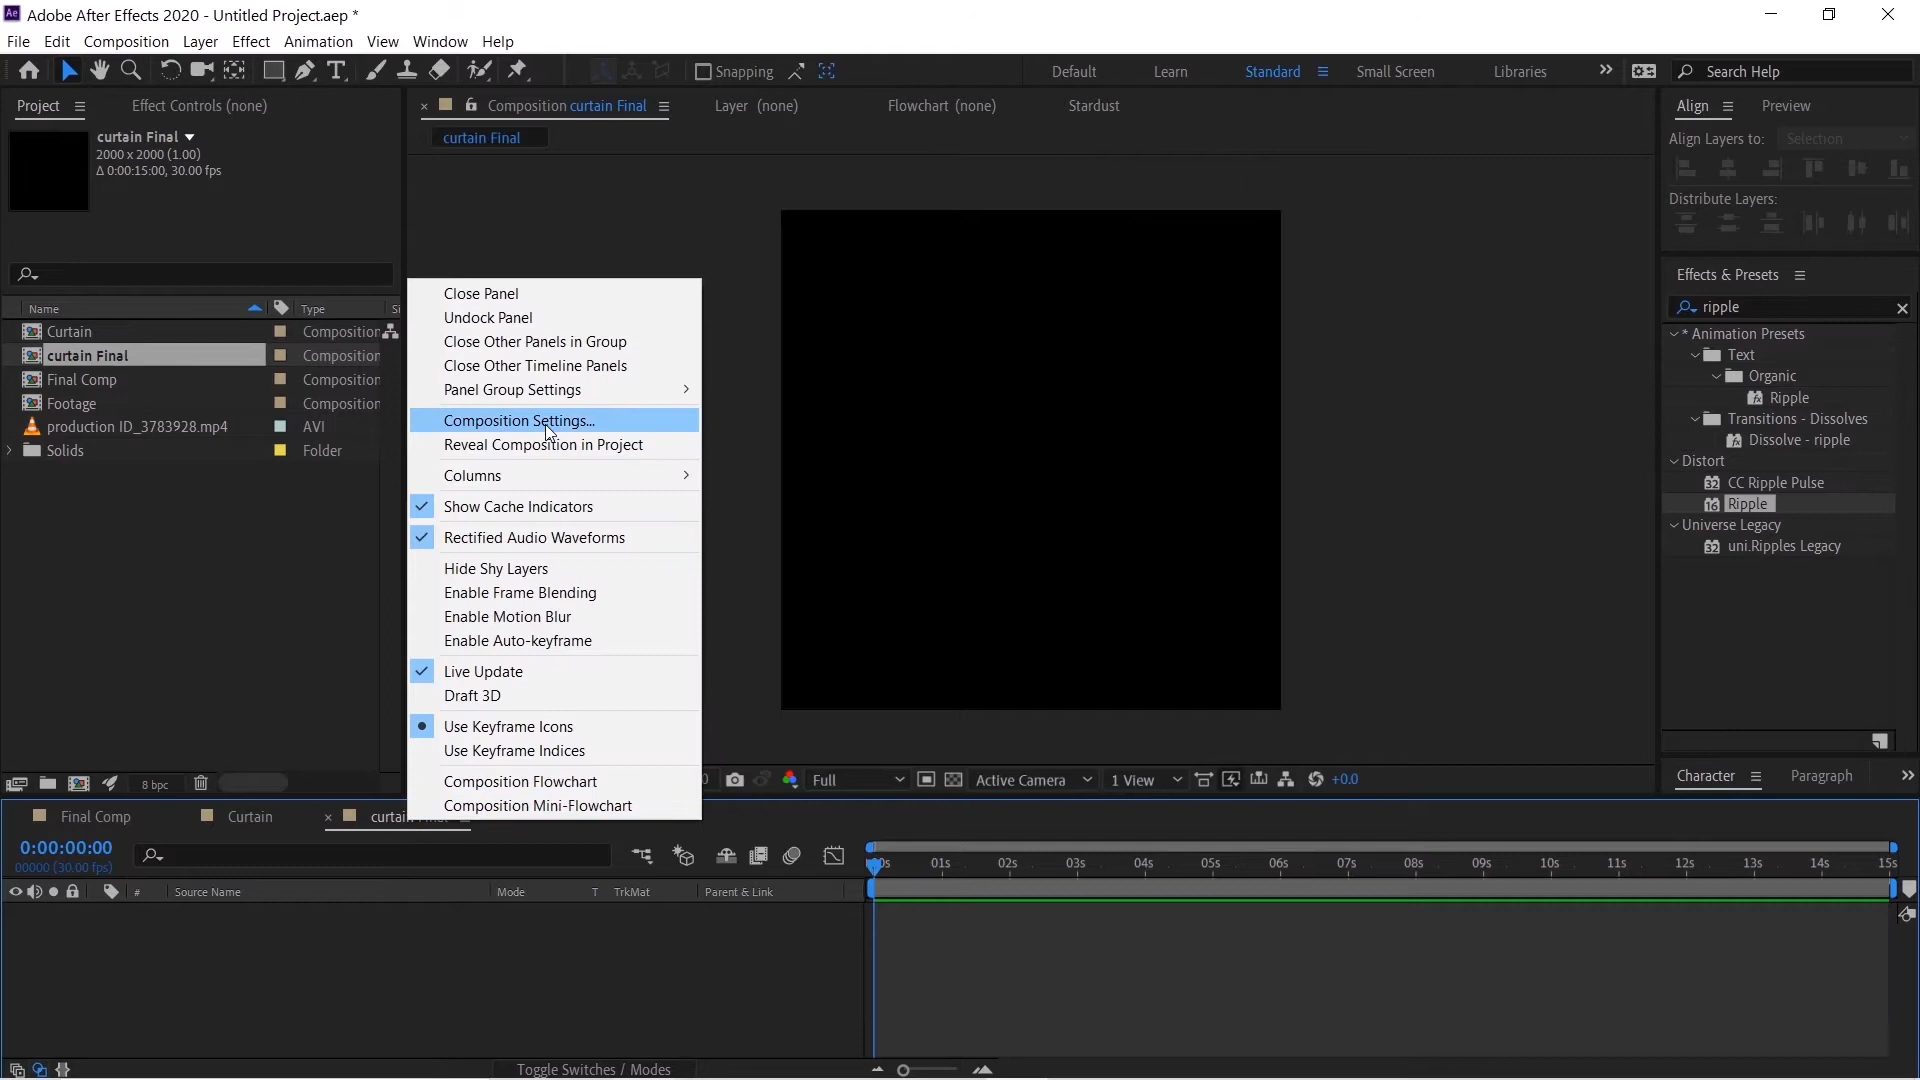 Adobe After Effects 2020 - Untitled Project.aep *
File Edit Composition Layer Effect Animation View Window Help
Snapping Default Learn Standard Small Screen Libraries Search Help
Project Effect Controls (none)
curtain Final
2000 x 2000 (1.00)
Δ 0:00:15:00, 30.00 fps
Name Type Si
Curtain Composition
curtain Final Composition
Final Comp Composition
Footage Composition
production ID_3783928.mp4 AVI
Solids Folder
8 bpc
Composition curtain Final Layer (none) Flowchart (none) Stardust
curtain Final
Close Panel
Undock Panel
Close Other Panels in Group
Close Other Timeline Panels
Panel Group Settings
Composition Settings...
Reveal Composition in Project
Columns
Show Cache Indicators
Rectified Audio Waveforms
Hide Shy Layers
Enable Frame Blending
Enable Motion Blur
Enable Auto-keyframe
Live Update
Draft 3D
Use Keyframe Icons
Use Keyframe Indices
Composition Flowchart
Composition Mini-Flowchart
Full Active Camera 1 View +0.0
Align Preview
Align Layers to: Selection
Distribute Layers:
Effects & Presets
ripple
* Animation Presets
Text
Organic
Ripple
Transitions - Dissolves
Dissolve - ripple
Distort
32 CC Ripple Pulse
16 Ripple
Universe Legacy
32 uni.Ripples Legacy
Character Paragraph
Final Comp Curtain curtain
0:00:00:00
00000 (30.00 fps)
# Source Name Mode T TrkMat Parent & Link
01s 02s 03s 04s 05s 06s 07s 08s 09s 10s 11s 12s 13s 14s 15s
Toggle Switches / Modes